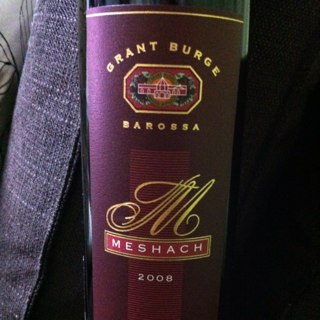 GRANT BURGE
BAROSSA
M
MESHACH
2008